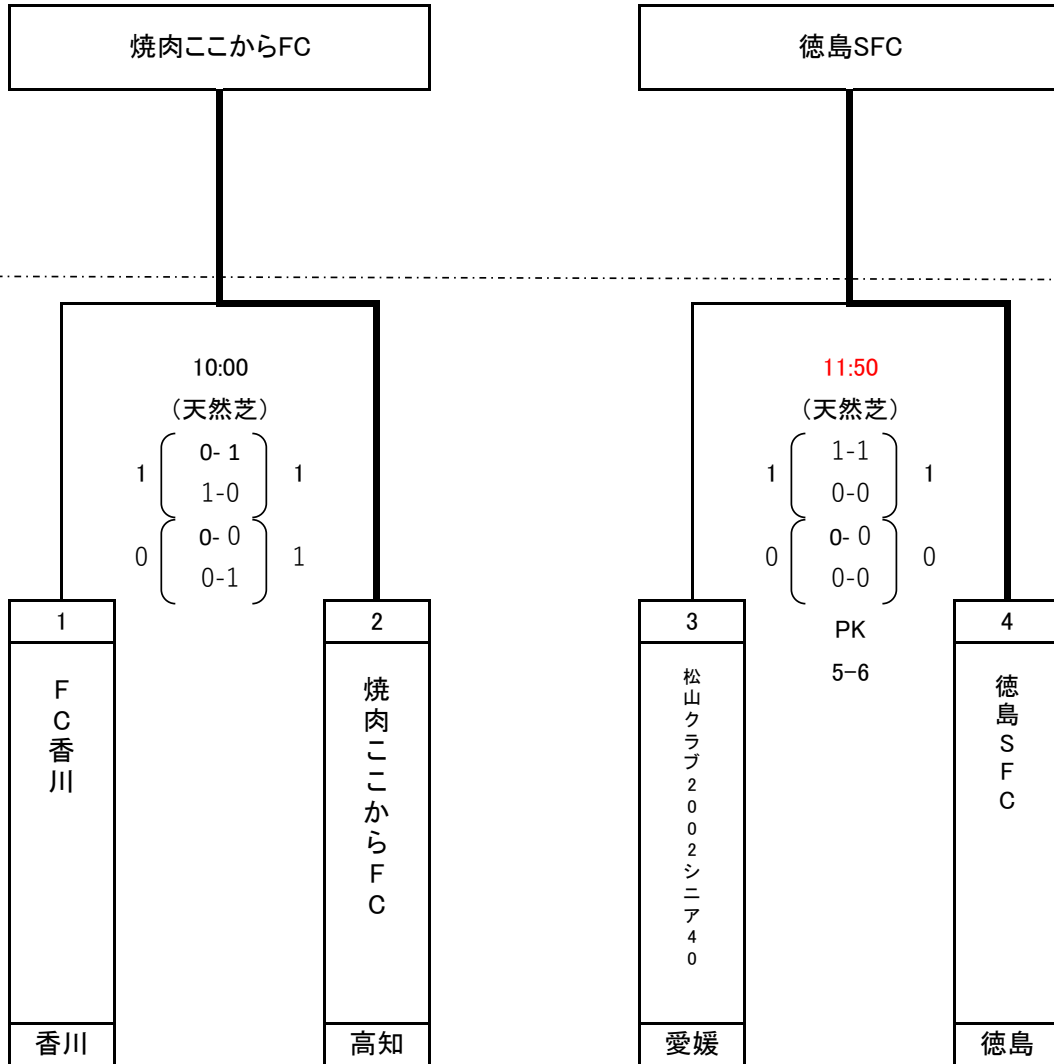 焼肉ここからFC
徳島SFC
10:00
(天然芝)
1
0- 1
1-0
1
0
0- 0
0-1
1
11:50
(天然芝)
1
1-1
0-0
1
0
0- 0
0-0
0
PK
5-6
1
FC香川
香川
2
焼肉ここからFC
高知
3
松山クラブ2002シニア40
愛媛
4
徳島SFC
徳島